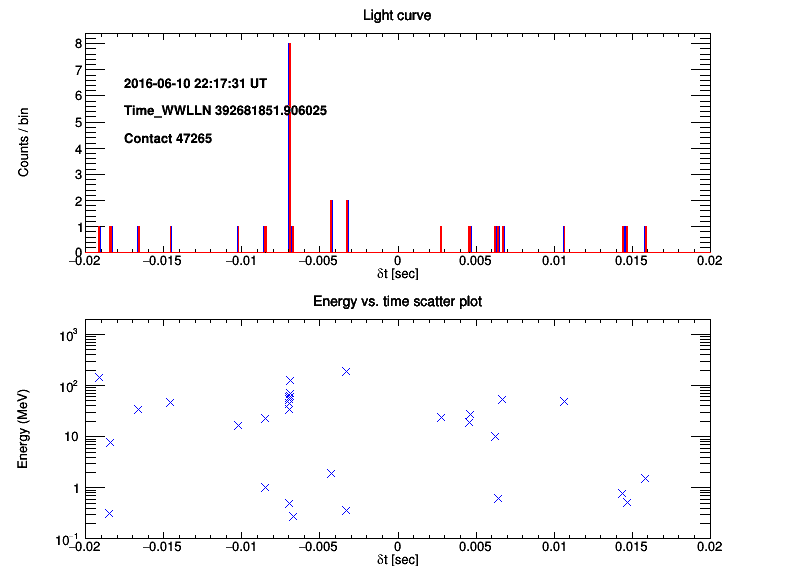 Light curve
Counts / bin
8
7
6
5
4
3
2
1
0
2016-06-10 22:17:31 UT
Time_WWLLN 392681851.906025
Contact 47265
−0.02 −0.015 −0.01 −0.005 0 0.005 0.01 0.015 0.02
δt [sec]
Energy vs. time scatter plot
Energy (MeV)
10³
10²
10
1
10⁻¹
−0.02 −0.015 −0.01 −0.005 0 0.005 0.01 0.015 0.02
δt [sec]